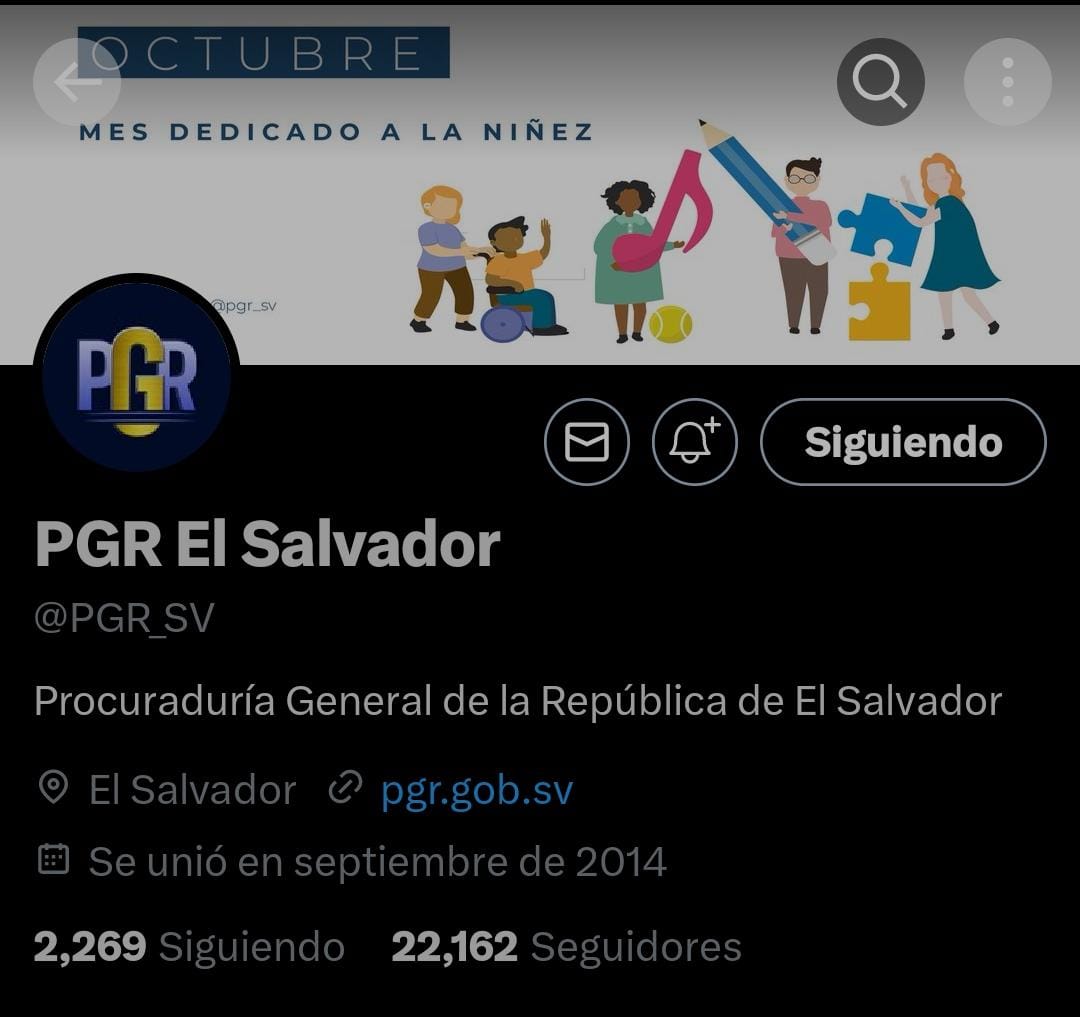 OCTUBRE
MES DEDICADO A LA NIÑEZ
@pgr_sv
PGR
Siguiendo
PGR El Salvador
@PGR_SV
Procuraduría General de la República de El Salvador
El Salvador pgr.gob.sv
Se unió en septiembre de 2014
2,269 Siguiendo 22,162 Seguidores